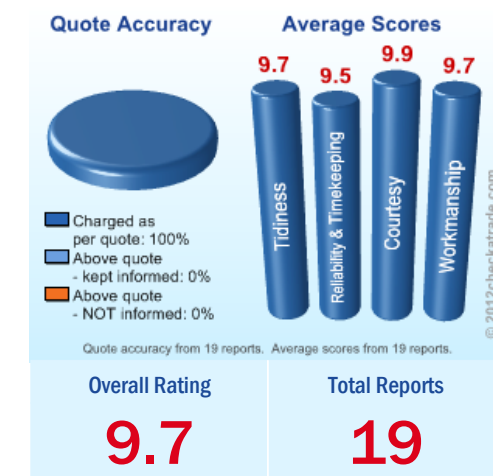 Quote Accuracy
Average Scores
9.7
9.5
9.9
9.7
Tidiness
Reliability & Timekeeping
Courtesy
Workmanship
Charged as
per quote: 100%
Above quote
- kept informed: 0%
Above quote
- NOT informed: 0%
© 2012checkatrade.com
Quote accuracy from 19 reports. Average scores from 19 reports.
Overall Rating
Total Reports
9.7
19